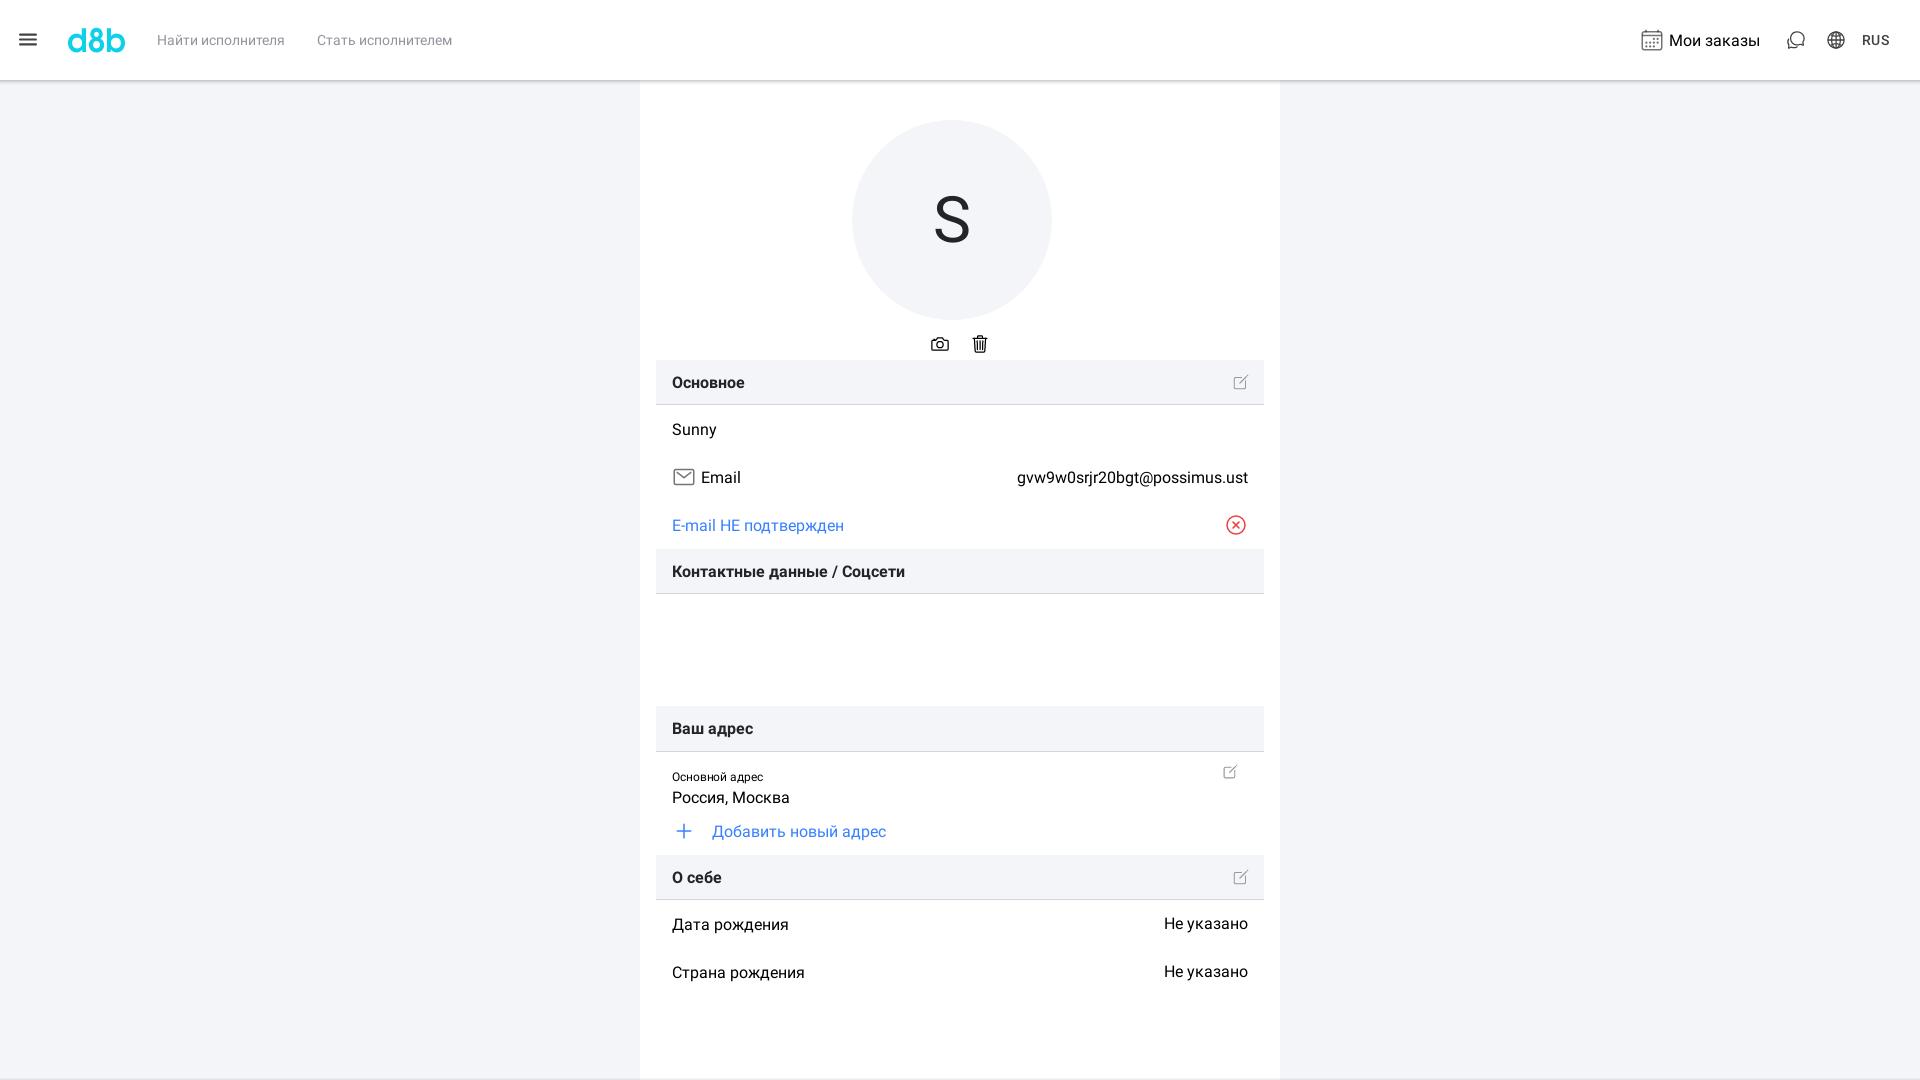 d8b
Найти исполнителя
Стать исполнителем
Мои заказы
RUS
S
Основное
Sunny
Email
gvw9w0srjr20bgt@possimus.ust
E-mail НЕ подтвержден
Контактные данные / Соцсети
Ваш адрес
Основной адрес
Россия, Москва
Добавить новый адрес
О себе
Дата рождения
Не указано
Страна рождения
Не указано